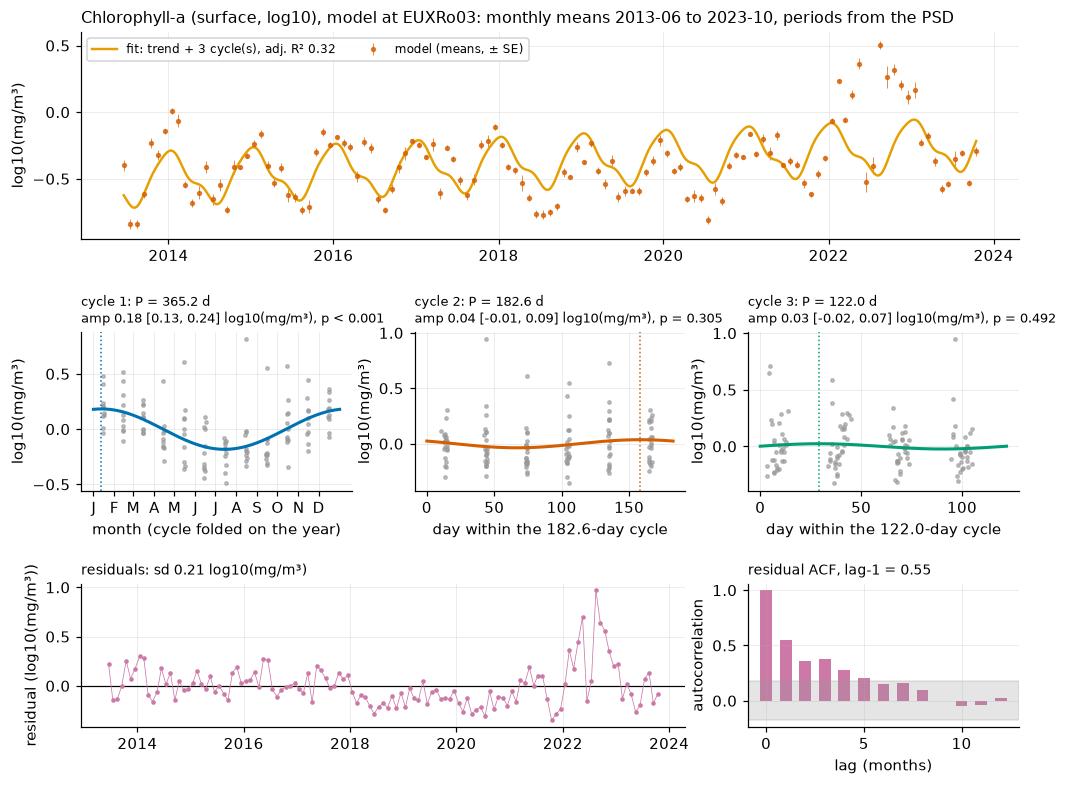 Chlorophyll-a (surface, log10), model at EUXRo03: monthly means 2013-06 to 2023-10, periods from the PSD
fit: trend + 3 cycle(s), adj. R² 0.32
model (means, ± SE)
log10(mg/m³)
0.5
0.0
−0.5
2014 2016 2018 2020 2022 2024
cycle 1: P = 365.2 d
amp 0.18 [0.13, 0.24] log10(mg/m³), p < 0.001
log10(mg/m³)
0.5
0.0
−0.5
J F M A M J J A S O N D
month (cycle folded on the year)
cycle 2: P = 182.6 d
amp 0.04 [-0.01, 0.09] log10(mg/m³), p = 0.305
log10(mg/m³)
1.0
0.5
0.0
0 50 100 150
day within the 182.6-day cycle
cycle 3: P = 122.0 d
amp 0.03 [-0.02, 0.07] log10(mg/m³), p = 0.492
log10(mg/m³)
1.0
0.5
0.0
0 50 100
day within the 122.0-day cycle
residuals: sd 0.21 log10(mg/m³)
residual (log10(mg/m³))
1.0
0.5
0.0
2014 2016 2018 2020 2022 2024
residual ACF, lag-1 = 0.55
autocorrelation
1.0
0.5
0.0
0 5 10
lag (months)